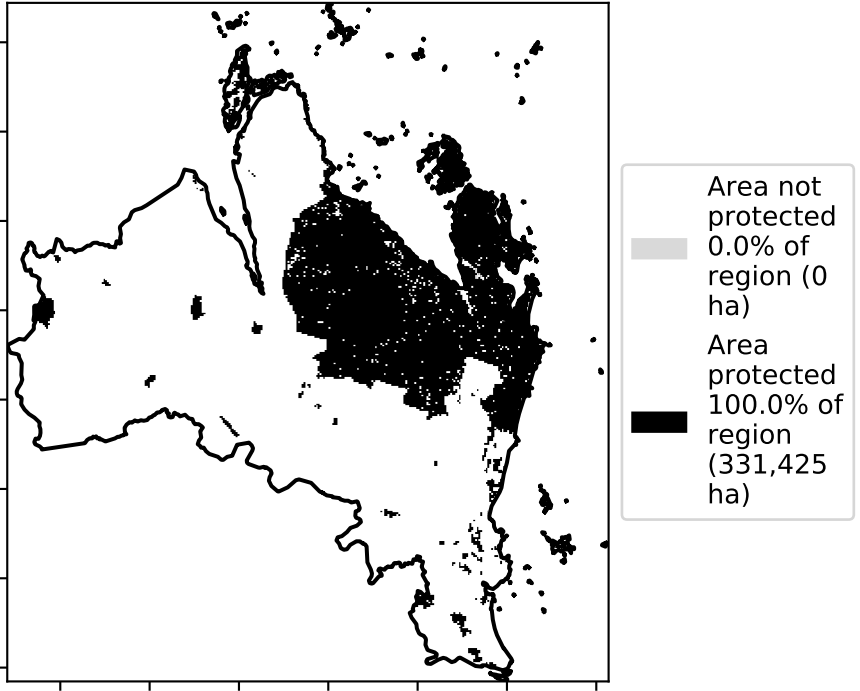 Area not
protected
0.0% of
region (0
ha)
Area
protected
100.0% of
region
(331,425
ha)